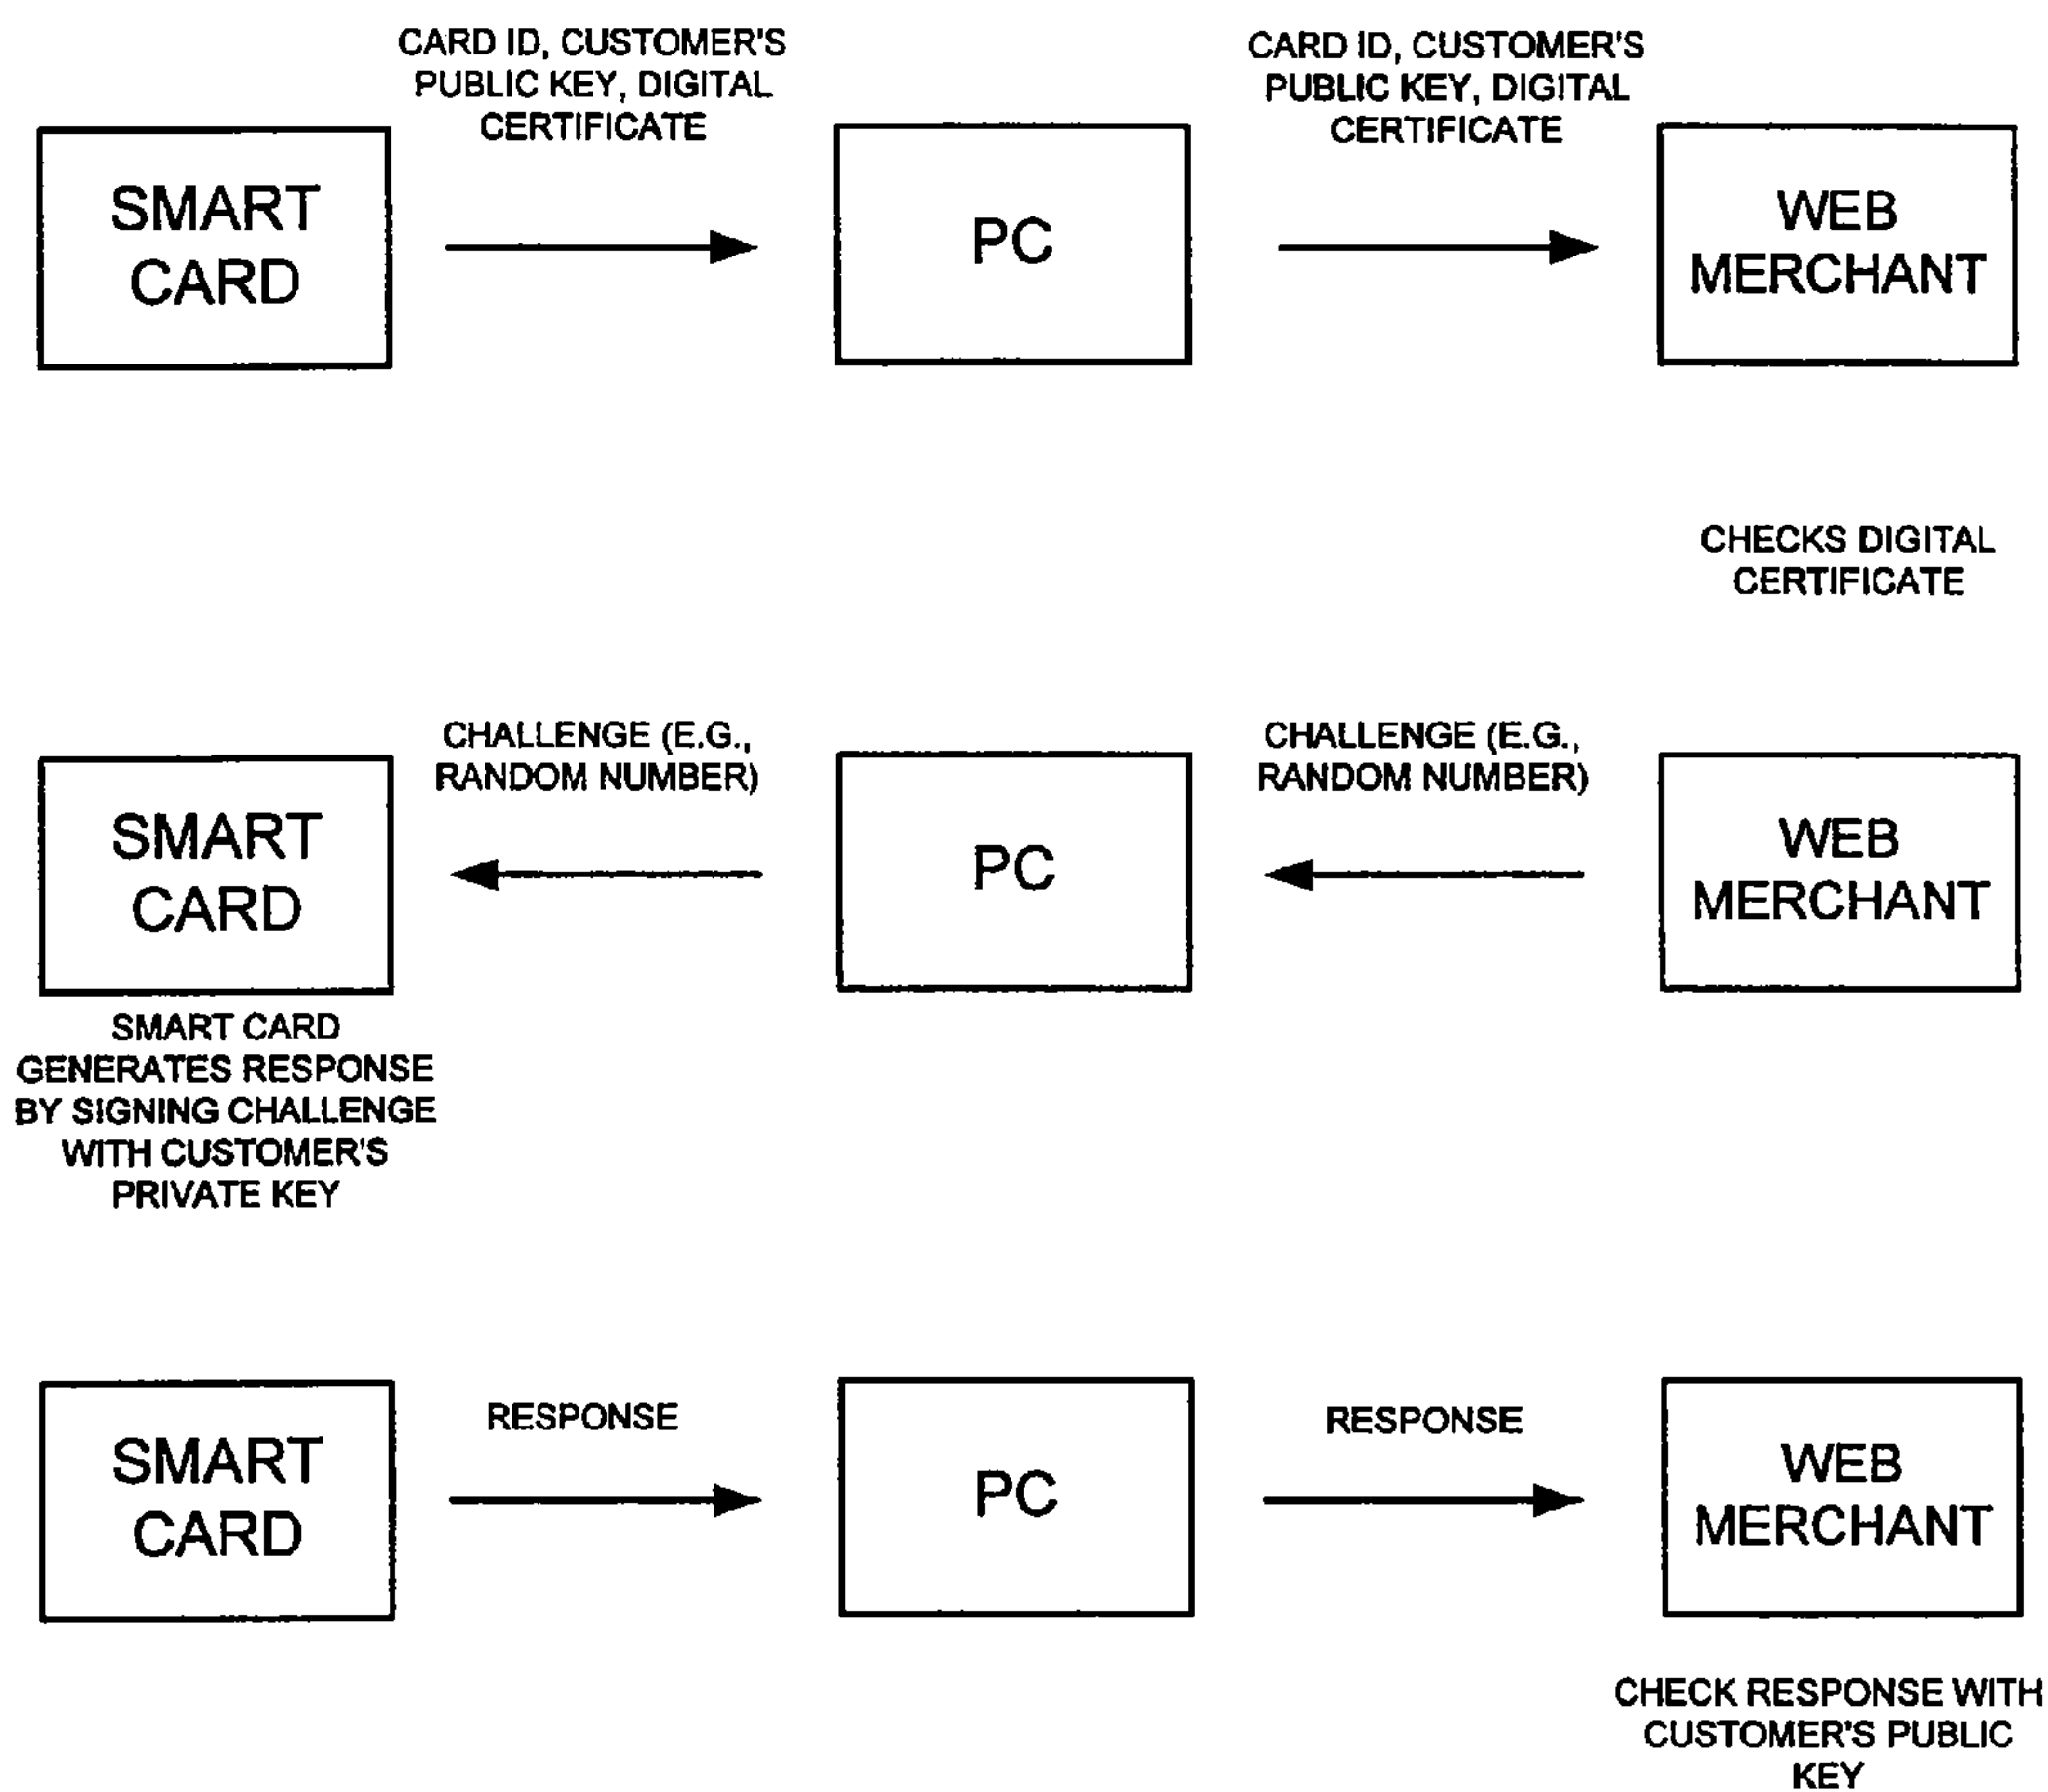 CARD ID, CUSTOMER'S
PUBLIC KEY, DIGITAL
CERTIFICATE
CARD ID, CUSTOMER'S
PUBLIC KEY, DIGITAL
CERTIFICATE
SMART
CARD
PC
WEB
MERCHANT
CHECKS DIGITAL
CERTIFICATE
CHALLENGE (E.G.,
RANDOM NUMBER)
CHALLENGE (E.G.,
RANDOM NUMBER)
SMART
CARD
PC
WEB
MERCHANT
SMART CARD
GENERATES RESPONSE
BY SIGNING CHALLENGE
WITH CUSTOMER'S
PRIVATE KEY
SMART
CARD
RESPONSE
PC
RESPONSE
WEB
MERCHANT
CHECK RESPONSE WITH
CUSTOMER'S PUBLIC
KEY